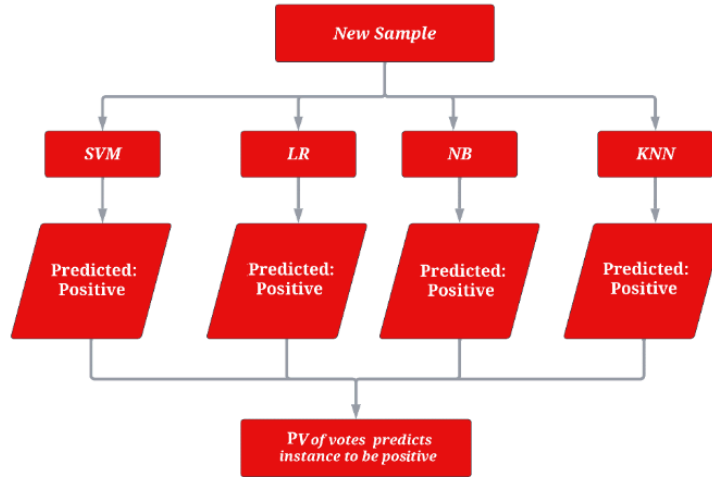 New Sample
SVM
LR
NB
KNN
Predicted:
Positive
Predicted:
Positive
Predicted:
Positive
Predicted:
Positive
PV of votes predicts
instance to be positive